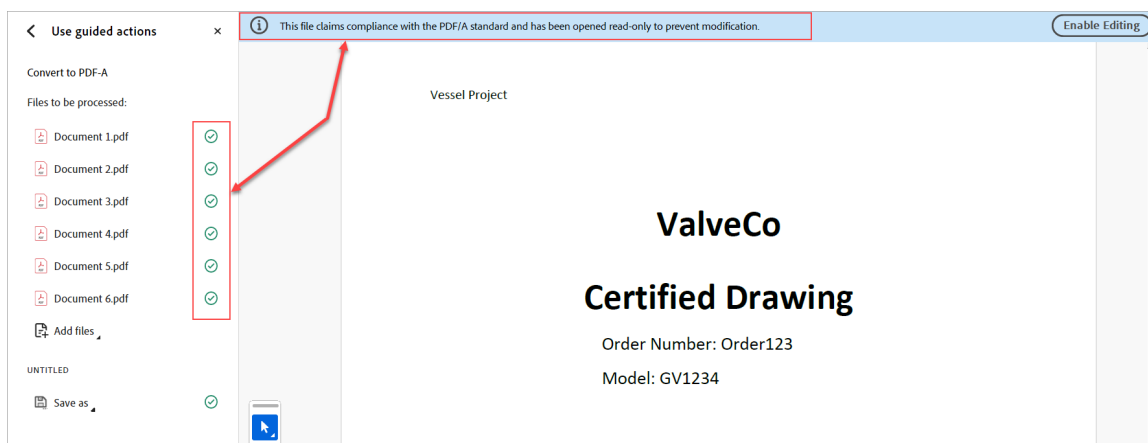 Use guided actions
Convert to PDF-A
Files to be processed:
Document 1.pdf
Document 2.pdf
Document 3.pdf
Document 4.pdf
Document 5.pdf
Document 6.pdf
Add files
UNTITLED
Save as
This file claims compliance with the PDF/A standard and has been opened read-only to prevent modification.
Enable Editing
Vessel Project
ValveCo
Certified Drawing
Order Number: Order123
Model: GV1234